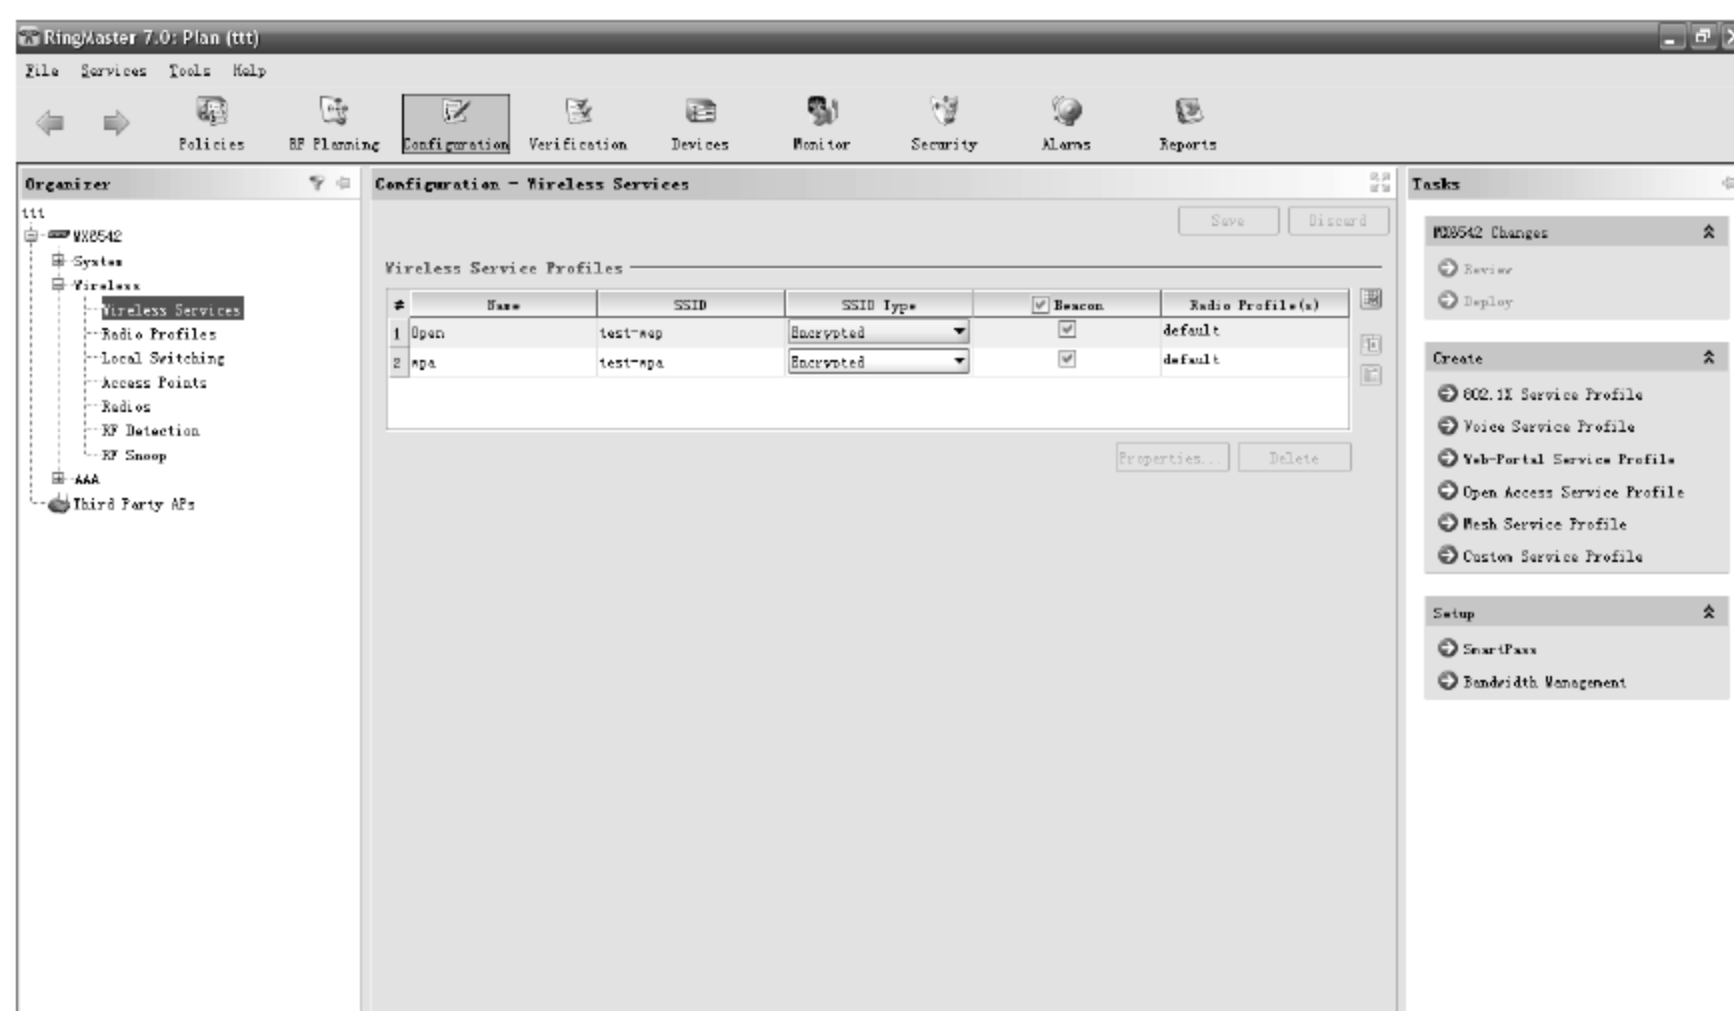 RingMaster 7.0: Plan (ttt)
File Services Tools Help
Policies RF Planning Configuration Verification Devices Monitor Security Alarms Reports
Organizer
ttt
MX8542
System
Wireless
Wireless Services
Radio Profiles
Local Switching
Access Points
Radios
RF Detection
RF Snoop
AAA
Third Party APs
Configuration - Wireless Services
Save Discard
Wireless Service Profiles
# Name SSID SSID Type Beacon Radio Profile(s)
1 Open test-wep Encrypted default
2 wpa test-wpa Encrypted default
Properties... Delete
Tasks
MX8542 Changes
Review
Deploy
Create
802.1X Service Profile
Voice Service Profile
Web-Portal Service Profile
Open Access Service Profile
Mesh Service Profile
Custom Service Profile
Setup
SmartPass
Bandwidth Management